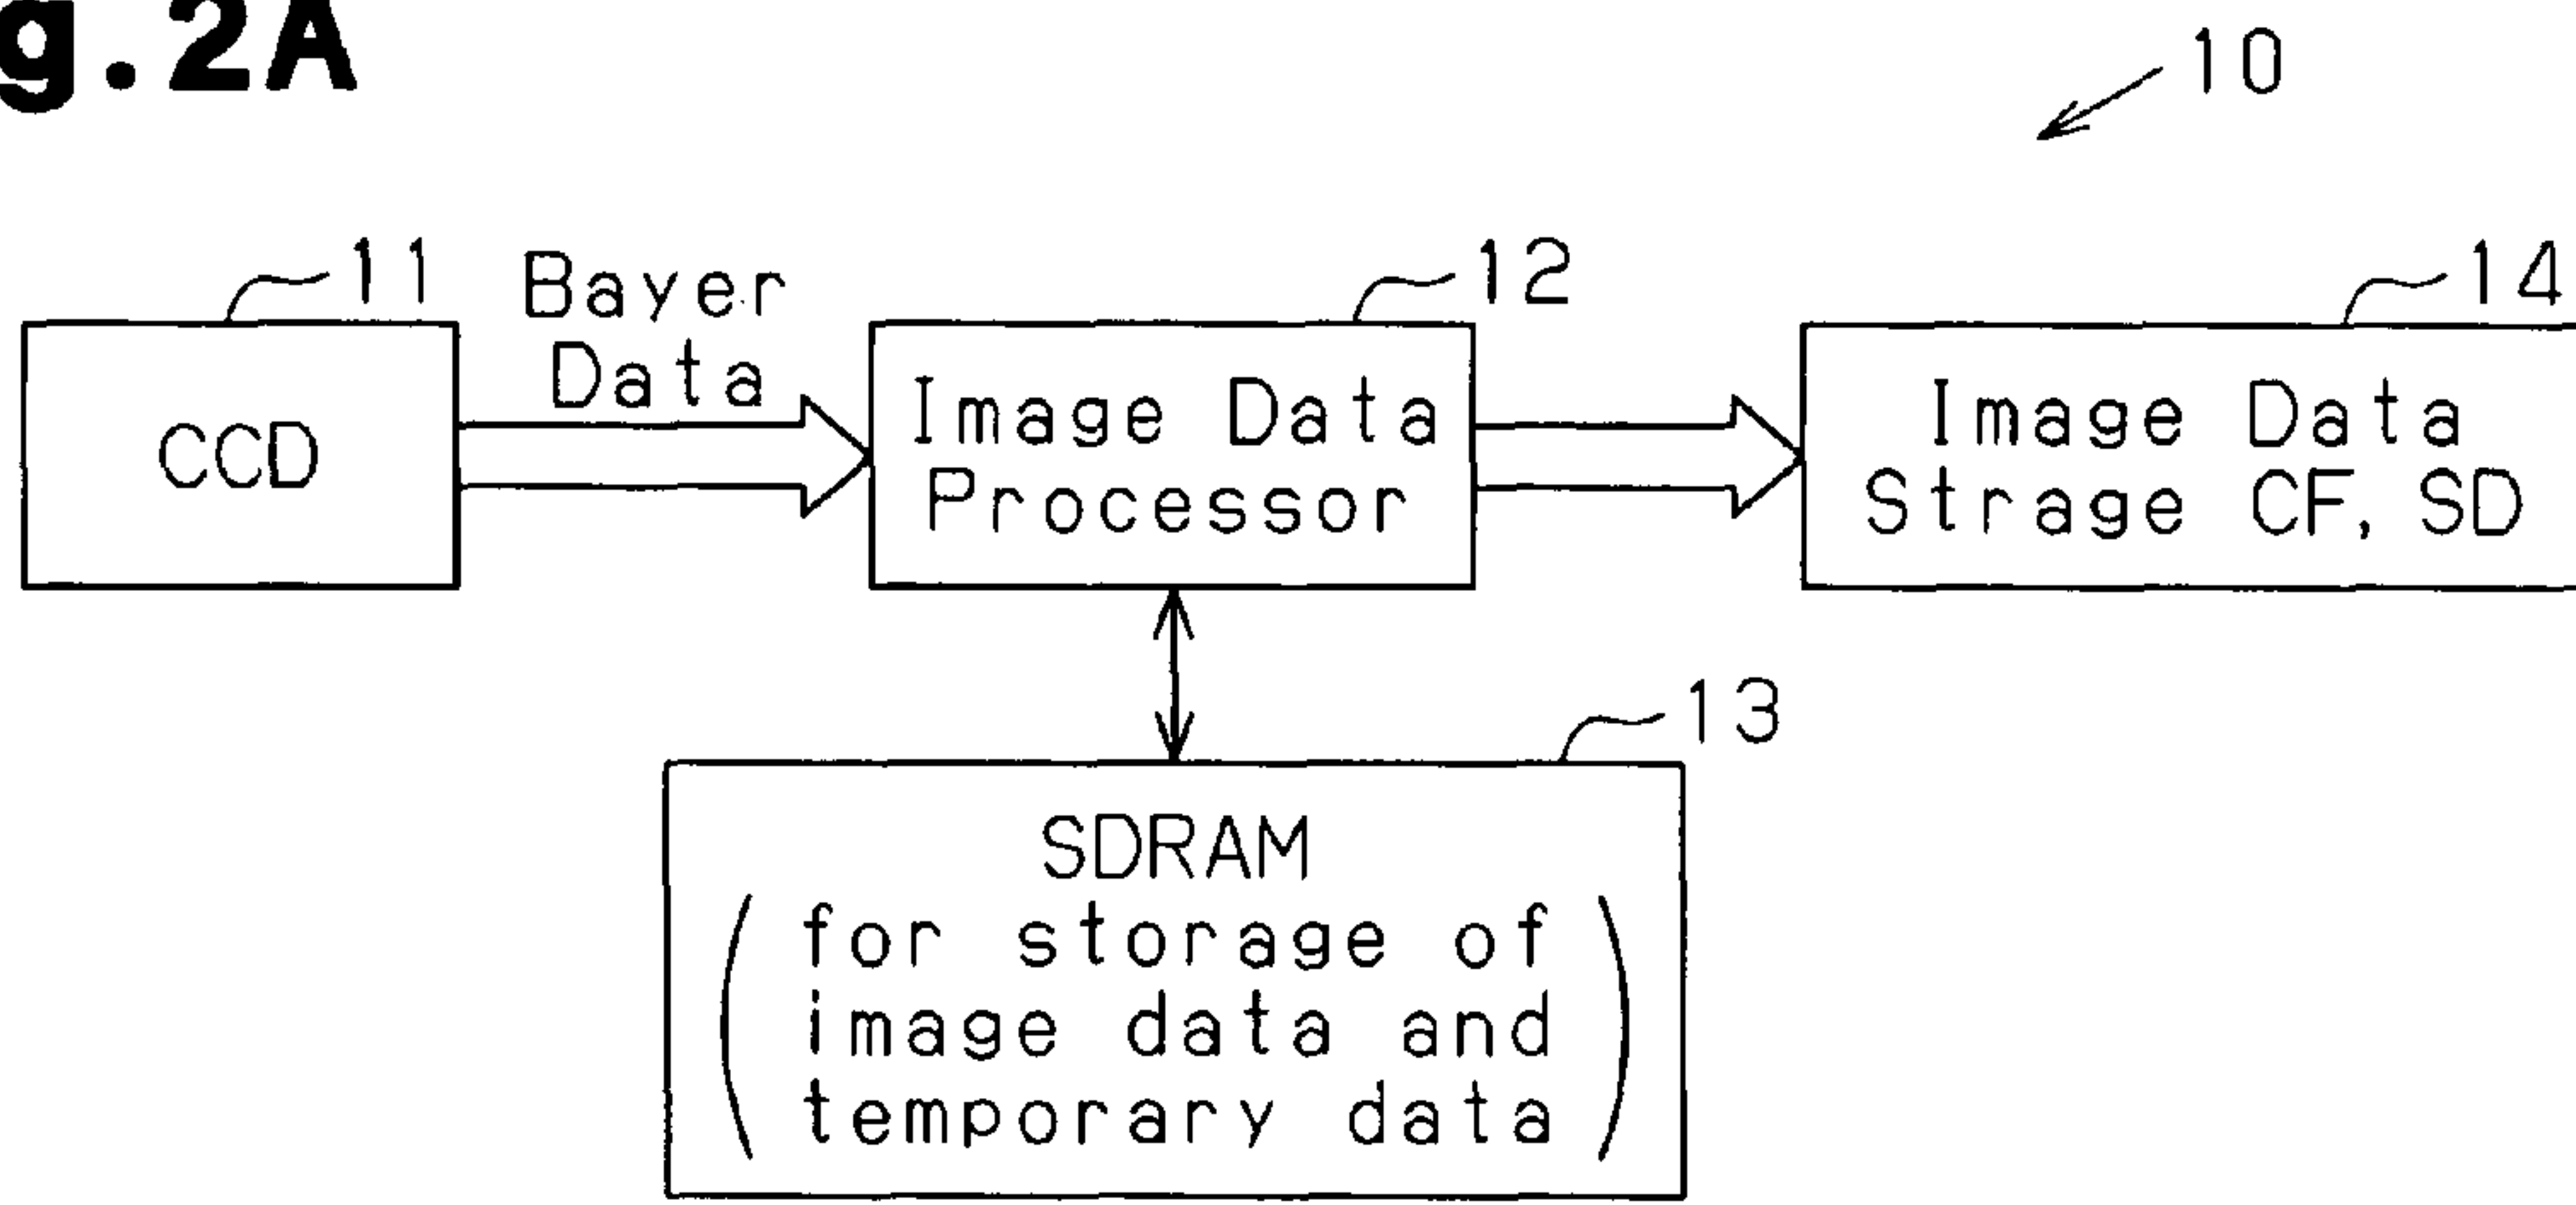 g.2A
10
11
Bayer
Data
12
14
CCD
Image Data
Processor
Image Data
Strage CF, SD
13
SDRAM
for storage of
image data and
temporary data